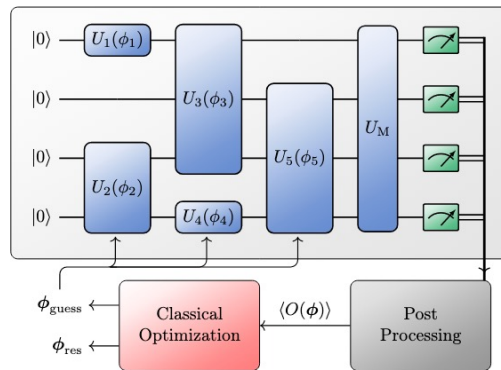 |0⟩ U₁(ϕ₁)
U₃(ϕ₃)
|0⟩
U₅(ϕ₅)
U_M
|0⟩
U₂(ϕ₂)
|0⟩ U₄(ϕ₄)
ϕ_guess
Classical
Optimization
⟨O(ϕ)⟩
Post
Processing
ϕ_res